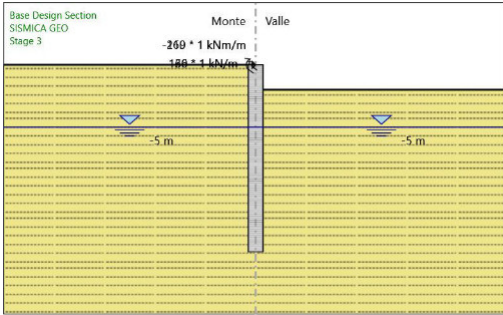 Base Design Section
SISMICA GEO
Stage 3
Monte Valle
* 1 kNm/m
* 1 kN/m
-5 m
-5 m